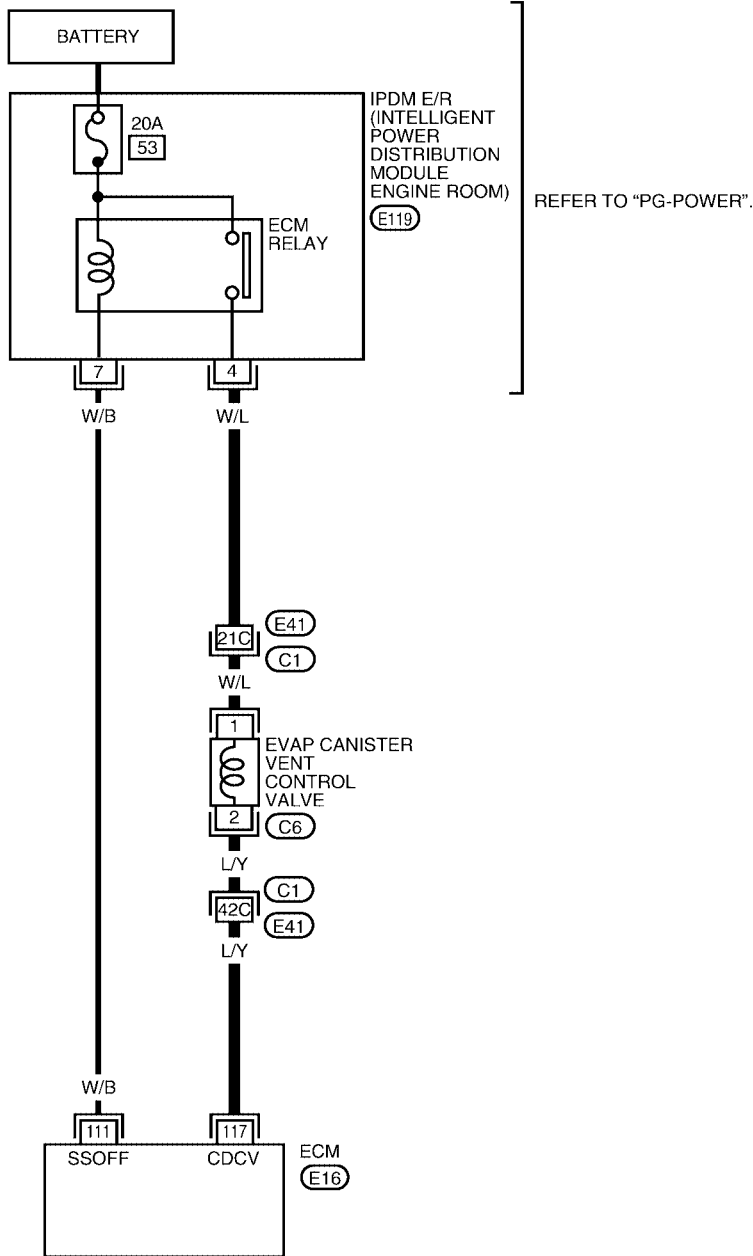 BATTERY
20A
53
IPDM E/R
(INTELLIGENT
POWER
DISTRIBUTION
MODULE
ENGINE ROOM)
E119
REFER TO “PG-POWER”.
ECM
RELAY
7
4
W/B
W/L
21C
E41
C1
W/L
1
EVAP CANISTER
VENT
CONTROL
VALVE
2
C6
L/Y
C1
42C
E41
L/Y
W/B
111
117
SSOFF
CDCV
ECM
E16